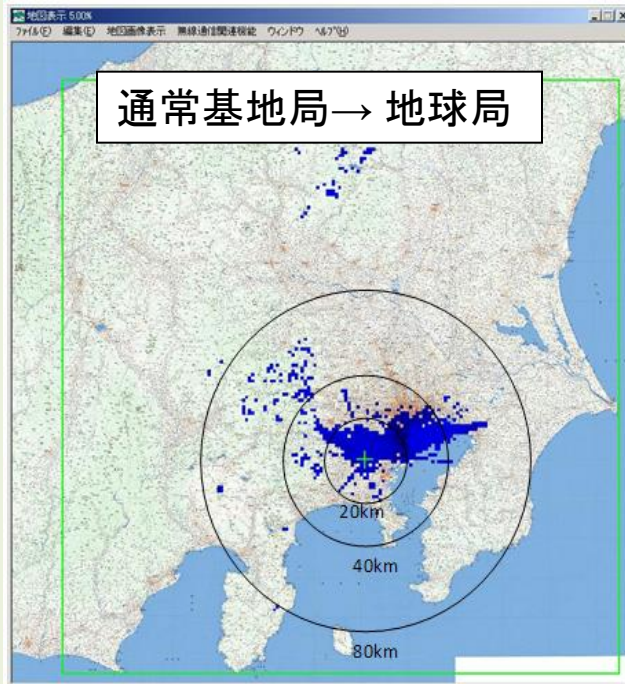 地図表示 5.00%
ファイル(F) 編集(E) 地図画像表示 無線通信関連機能 ウィンドウ ヘルプ(H)
通常基地局→ 地球局
20km
40km
80km